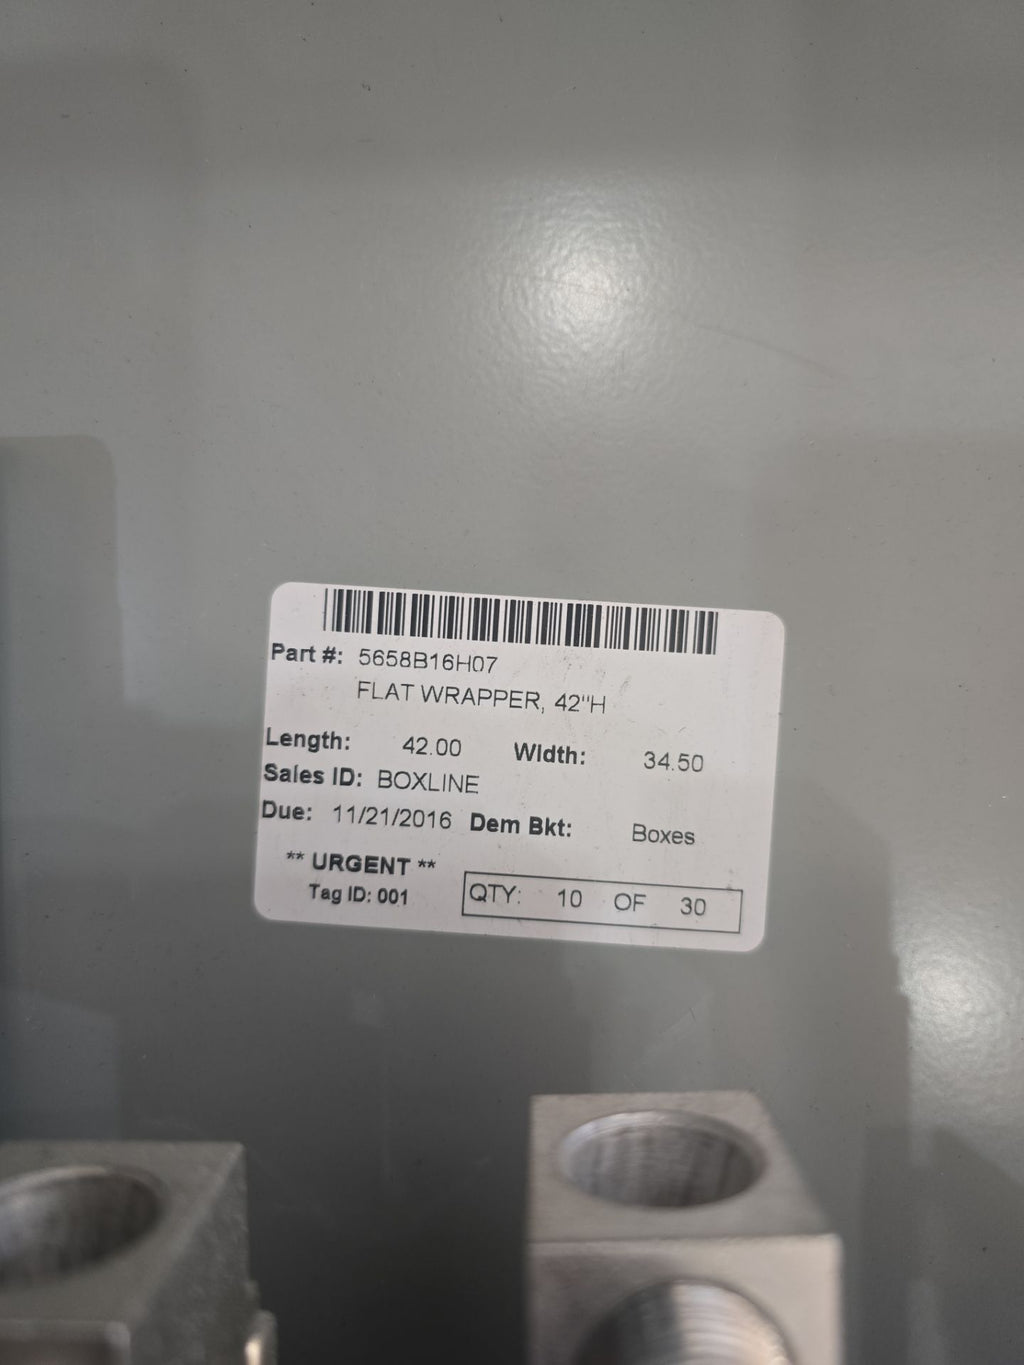 Part #: 5658B16H07
FLAT WRAPPER, 42"H
Length: 42.00 Width: 34.50
Sales ID: BOXLINE
Due: 11/21/2016 Dem Bkt: Boxes
** URGENT **
Tag ID: 001
QTY: 10 OF 30